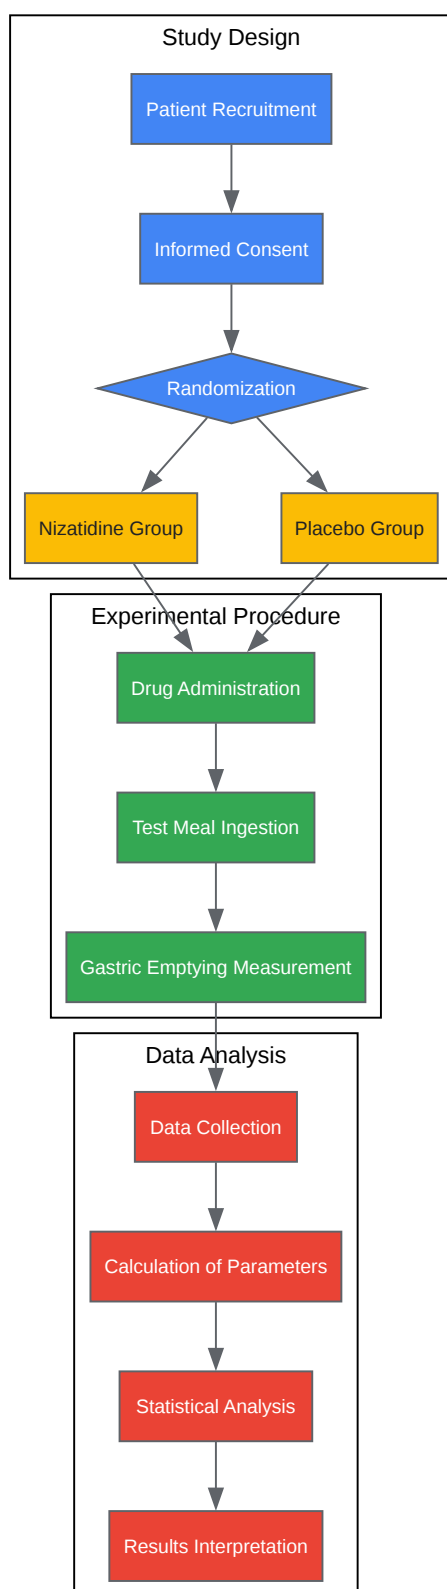 Study Design
Patient Recruitment
Informed Consent
Randomization
Nizatidine Group
Placebo Group
Experimental Procedure
Drug Administration
Test Meal Ingestion
Gastric Emptying Measurement
Data Analysis
Data Collection
Calculation of Parameters
Statistical Analysis
Results Interpretation